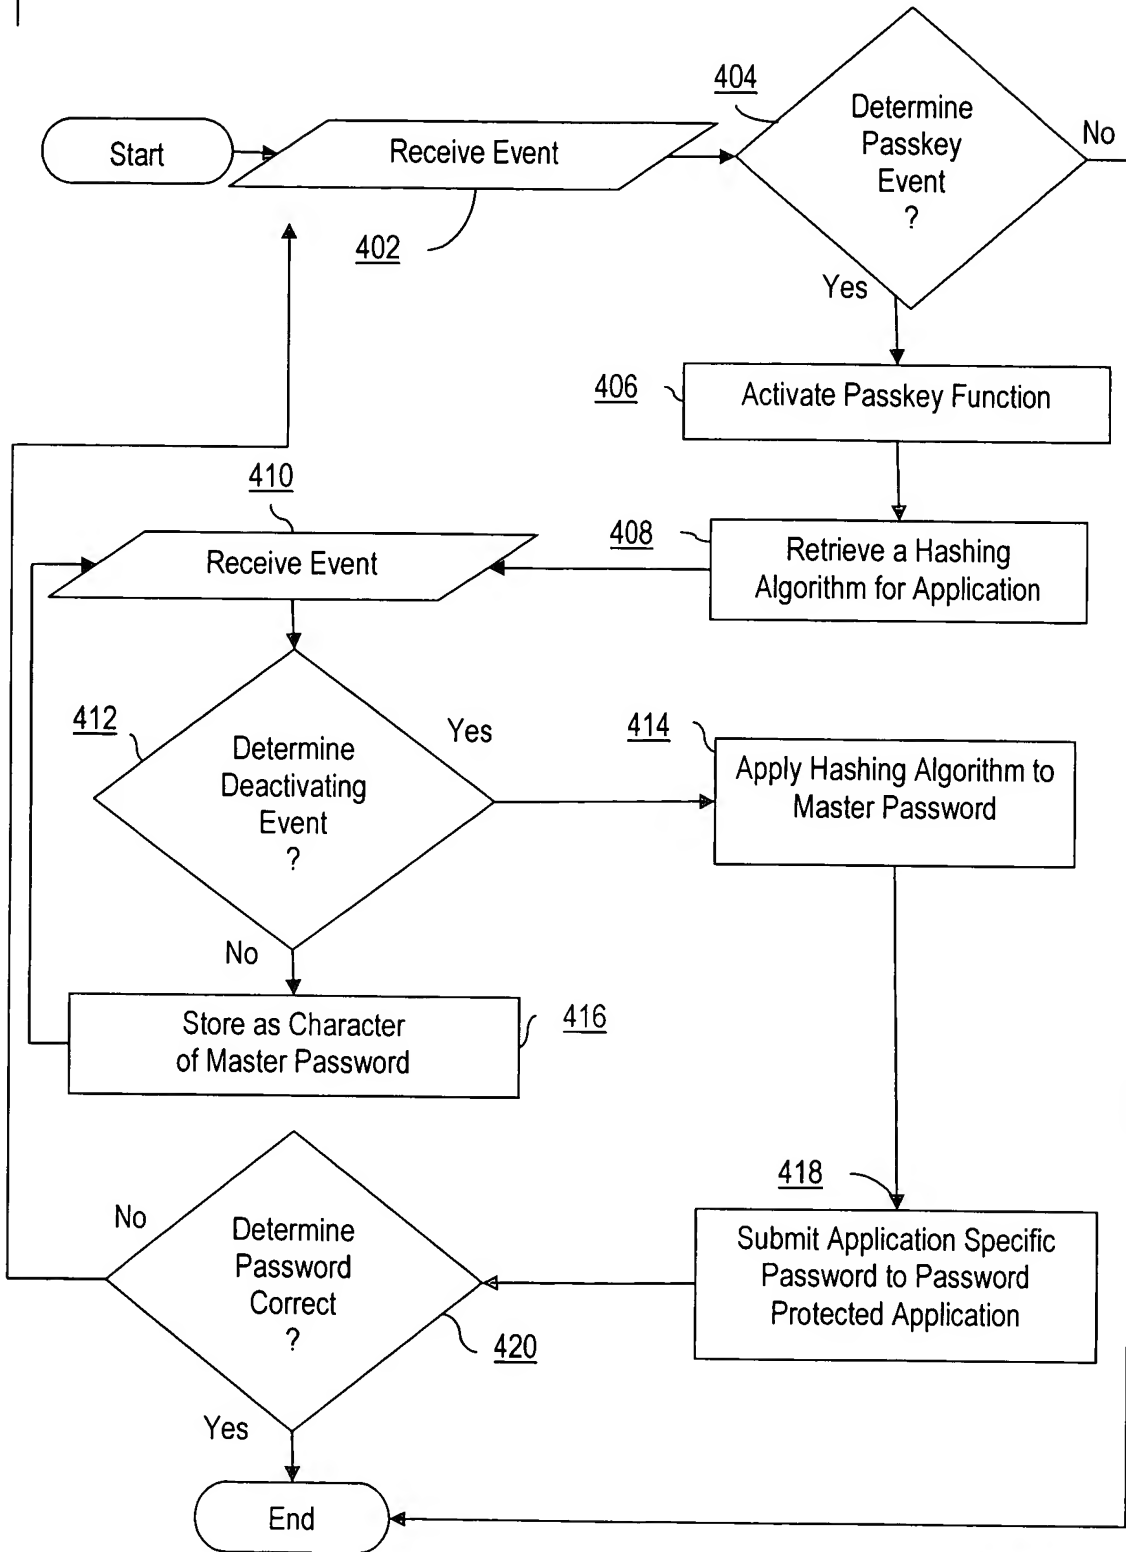 404
Determine
Passkey
Event
?
No
Start
Receive Event
402
Yes
406
Activate Passkey Function
410
Receive Event
408
Retrieve a Hashing
Algorithm for Application
412
Determine
Deactivating
Event
?
Yes
414
Apply Hashing Algorithm to
Master Password
No
Store as Character
of Master Password
416
418
No
Determine
Password
Correct
?
420
Submit Application Specific
Password to Password
Protected Application
Yes
End